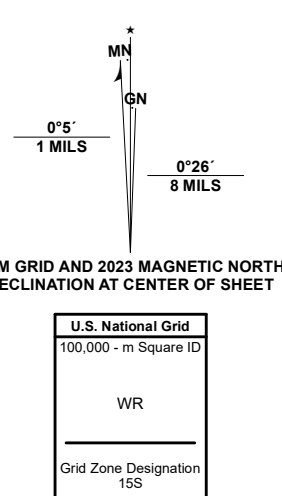 MN
GN
0°5´
1 MILS
0°26´
8 MILS
M GRID AND 2023 MAGNETIC NORTH
ECLINATION AT CENTER OF SHEET
U.S. National Grid
100,000 - m Square ID
WR
Grid Zone Designation
15S